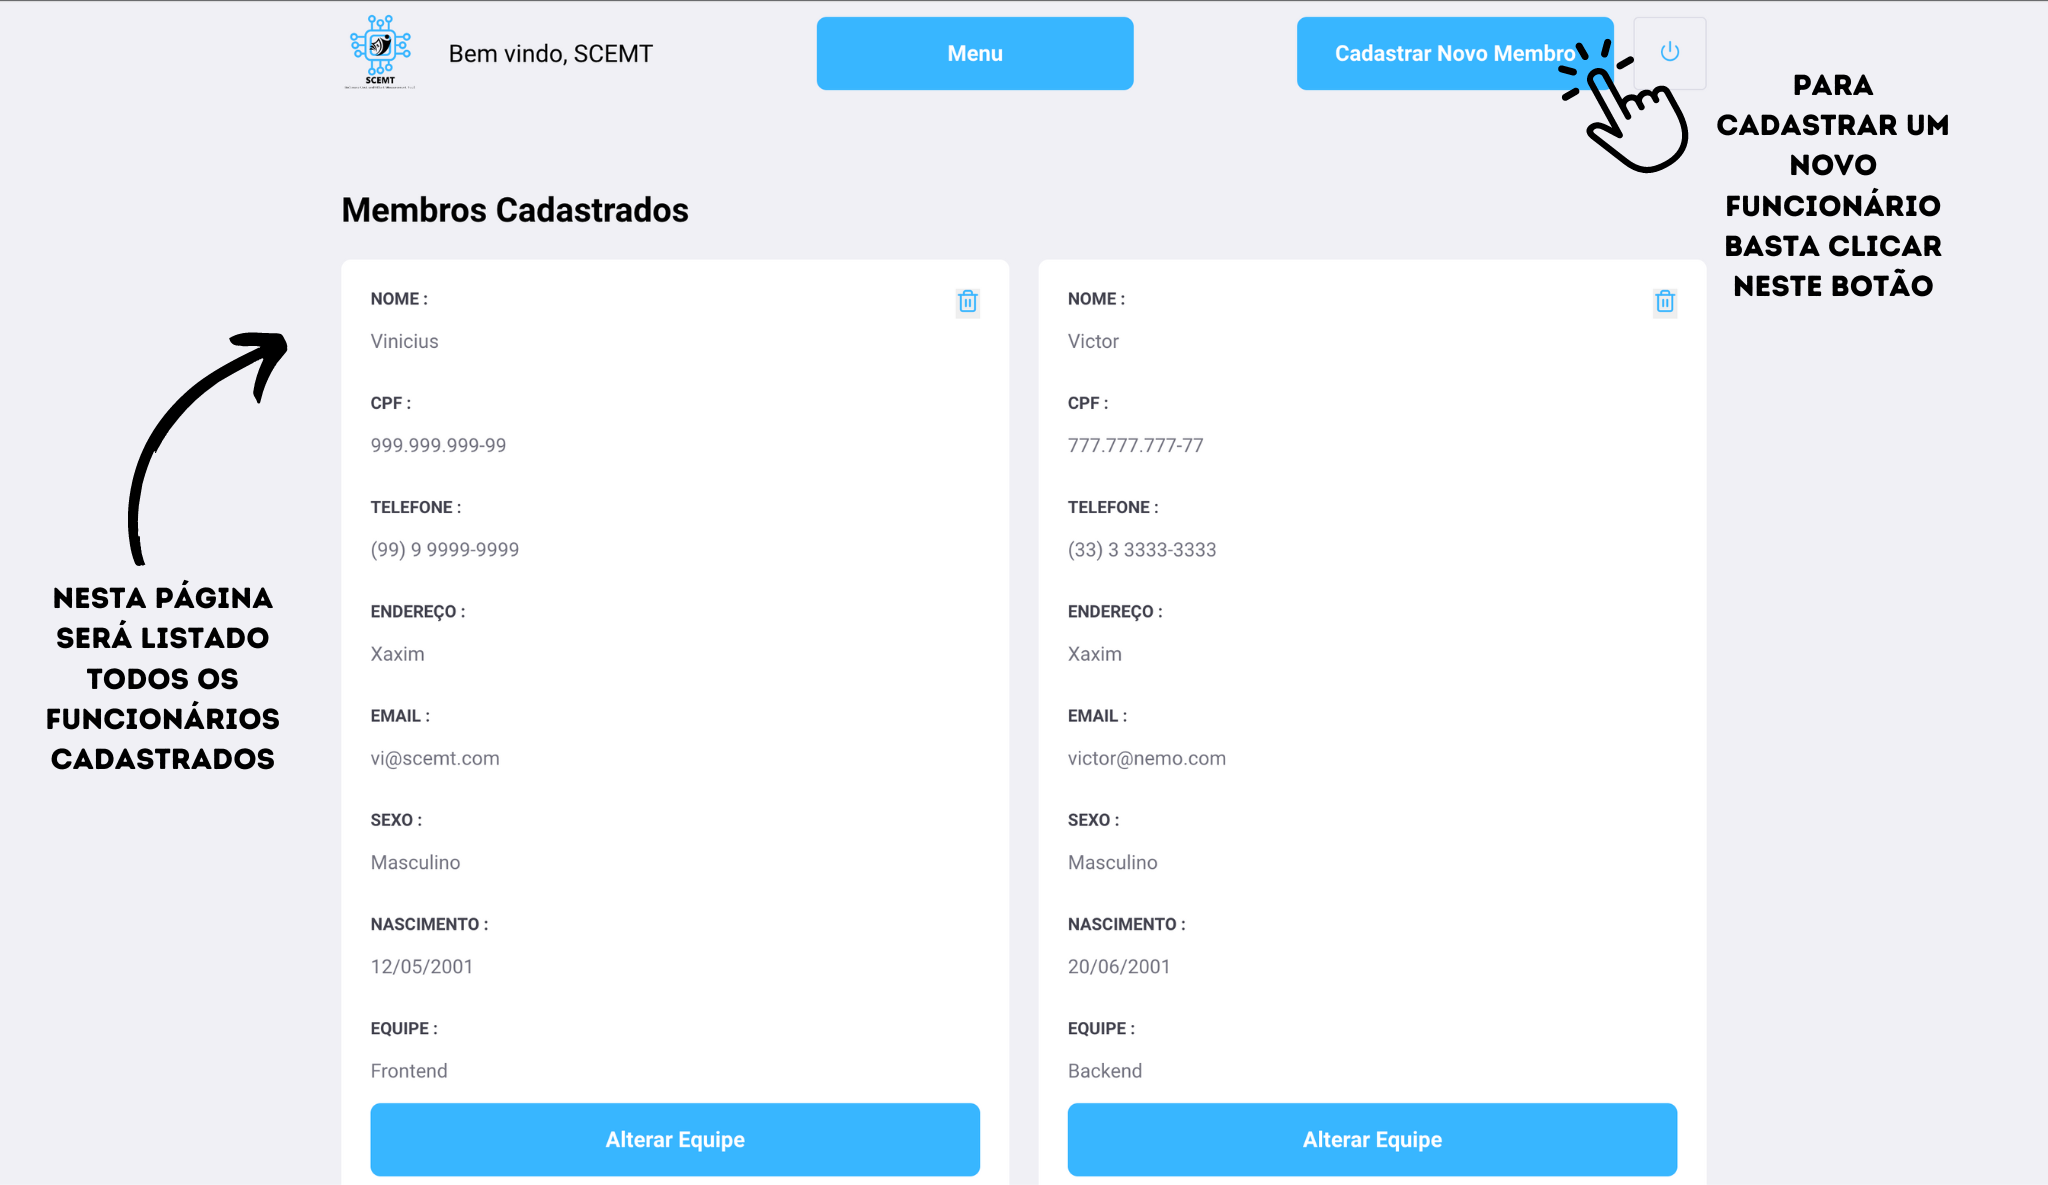 SCEMT
Bem vindo, SCEMT
Menu
Cadastrar Novo Membro
PARA
CADASTRAR UM
NOVO
FUNCIONÁRIO
BASTA CLICAR
NESTE BOTÃO
Membros Cadastrados
NESTA PÁGINA
SERÁ LISTADO
TODOS OS
FUNCIONÁRIOS
CADASTRADOS
NOME :
Vinicius
CPF :
999.999.999-99
TELEFONE :
(99) 9 9999-9999
ENDEREÇO :
Xaxim
EMAIL :
vi@scemt.com
SEXO :
Masculino
NASCIMENTO :
12/05/2001
EQUIPE :
Frontend
Alterar Equipe
NOME :
Victor
CPF :
777.777.777-77
TELEFONE :
(33) 3 3333-3333
ENDEREÇO :
Xaxim
EMAIL :
victor@nemo.com
SEXO :
Masculino
NASCIMENTO :
20/06/2001
EQUIPE :
Backend
Alterar Equipe